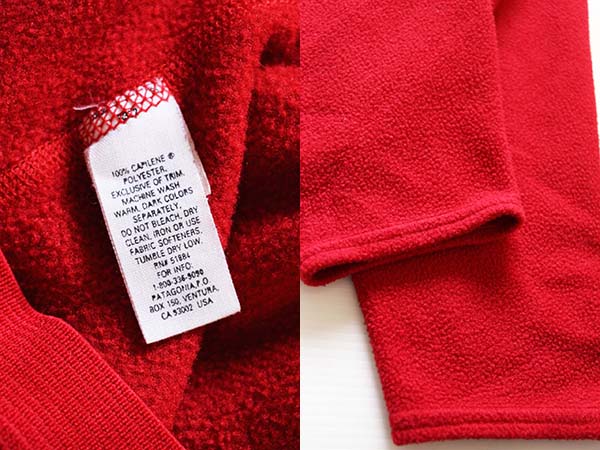 100% CAPILENE ®
POLYESTER.
EXCLUSIVE OF TRIM.
MACHINE WASH
WARM, DARK COLORS
SEPARATELY.
DO NOT BLEACH, DRY
CLEAN, IRON OR USE
FABRIC SOFTENERS.
TUMBLE DRY LOW.
RN# 51884
FOR INFO:
1-800-336-9090
PATAGONIA, P.O.
BOX 150, VENTURA,
CA 93002 USA